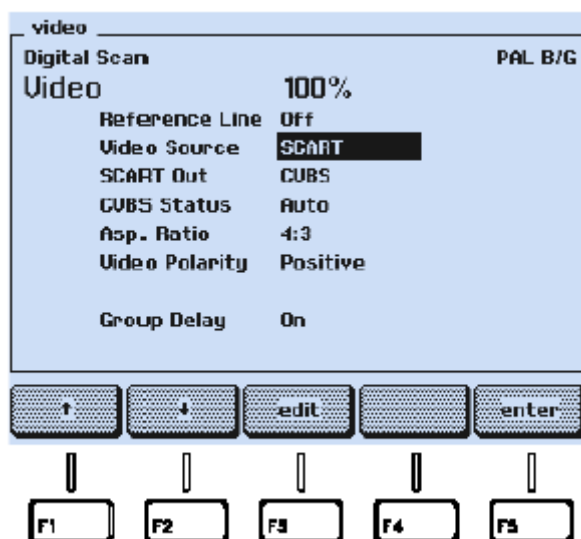 video
Digital Scan PAL B/G
Video 100%
Reference Line Off
Video Source SCART
SCART Out CVBS
CVBS Status Auto
Asp. Ratio 4:3
Video Polarity Positive
Group Delay On
↑ ↓ edit enter
F1 F2 F3 F4 F5